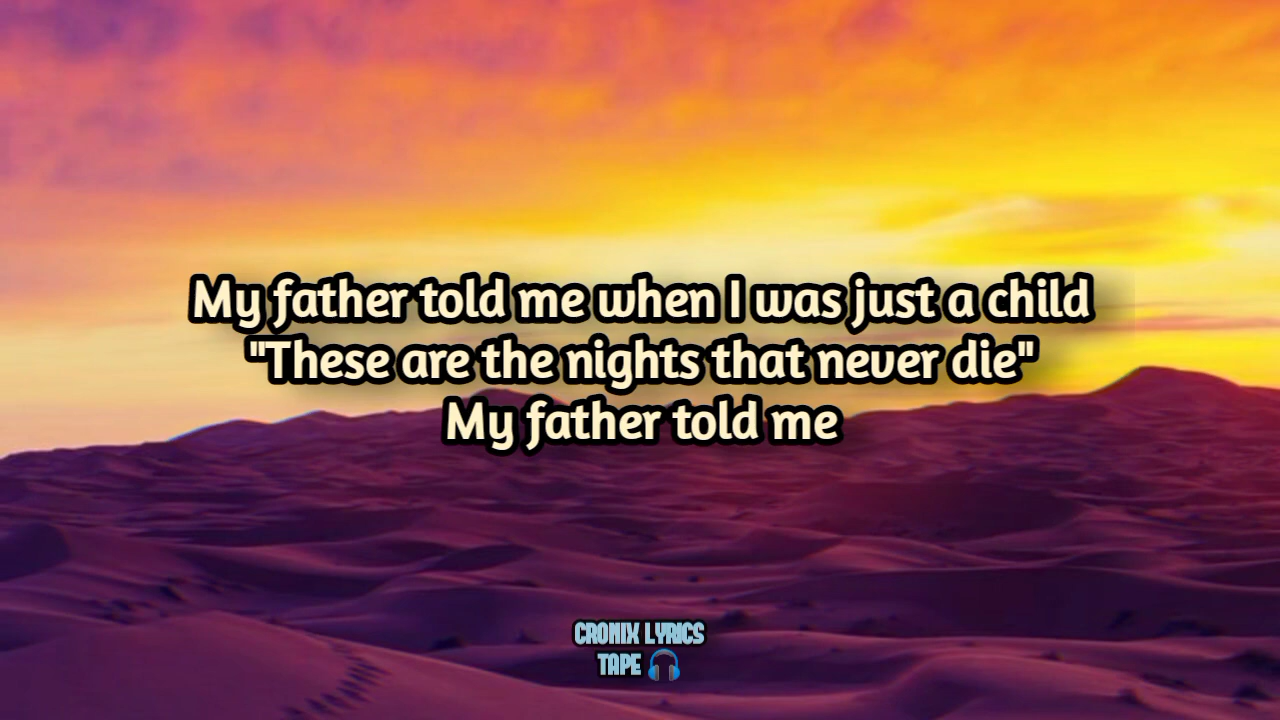 My father told me when I was just a child
"These are the nights that never die"
My father told me
CRONIX LYRICS
TAPE 🎧